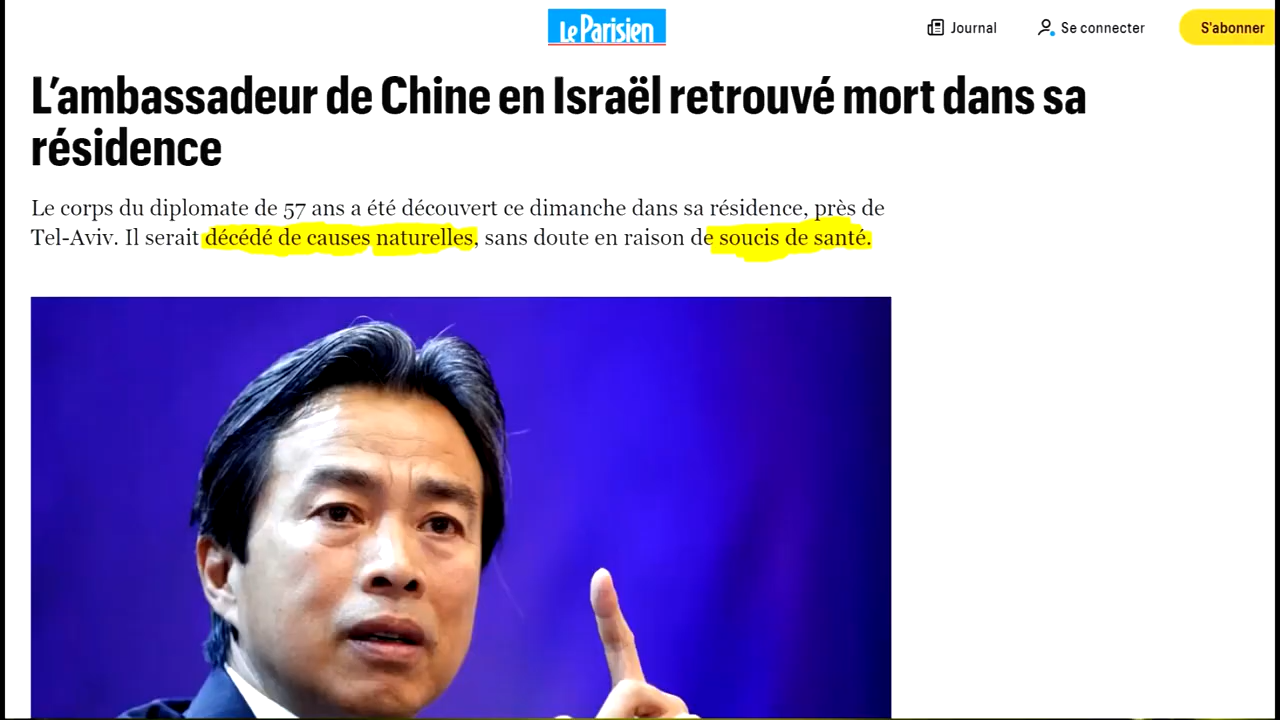 Le Parisien
Journal
Se connecter
S'abonner
L'ambassadeur de Chine en Israël retrouvé mort dans sa
résidence
Le corps du diplomate de 57 ans a été découvert ce dimanche dans sa résidence, près de
Tel-Aviv. Il serait décédé de causes naturelles, sans doute en raison de soucis de santé.